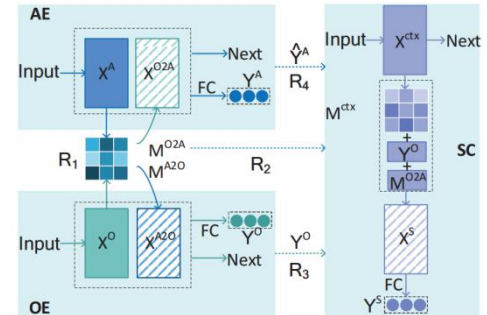 AE
Input
X^A
X^O2A
Next
FC
Y^A
Ŷ^A
R_4
Input
X^ctx
Next
M^ctx
R_1
M^O2A
M^A2O
R_2
+
Y^O
+
M^O2A
SC
Input
X^O
X^A2O
FC
Y^O
Next
Y^O
R_3
X^S
FC
Y^S
OE